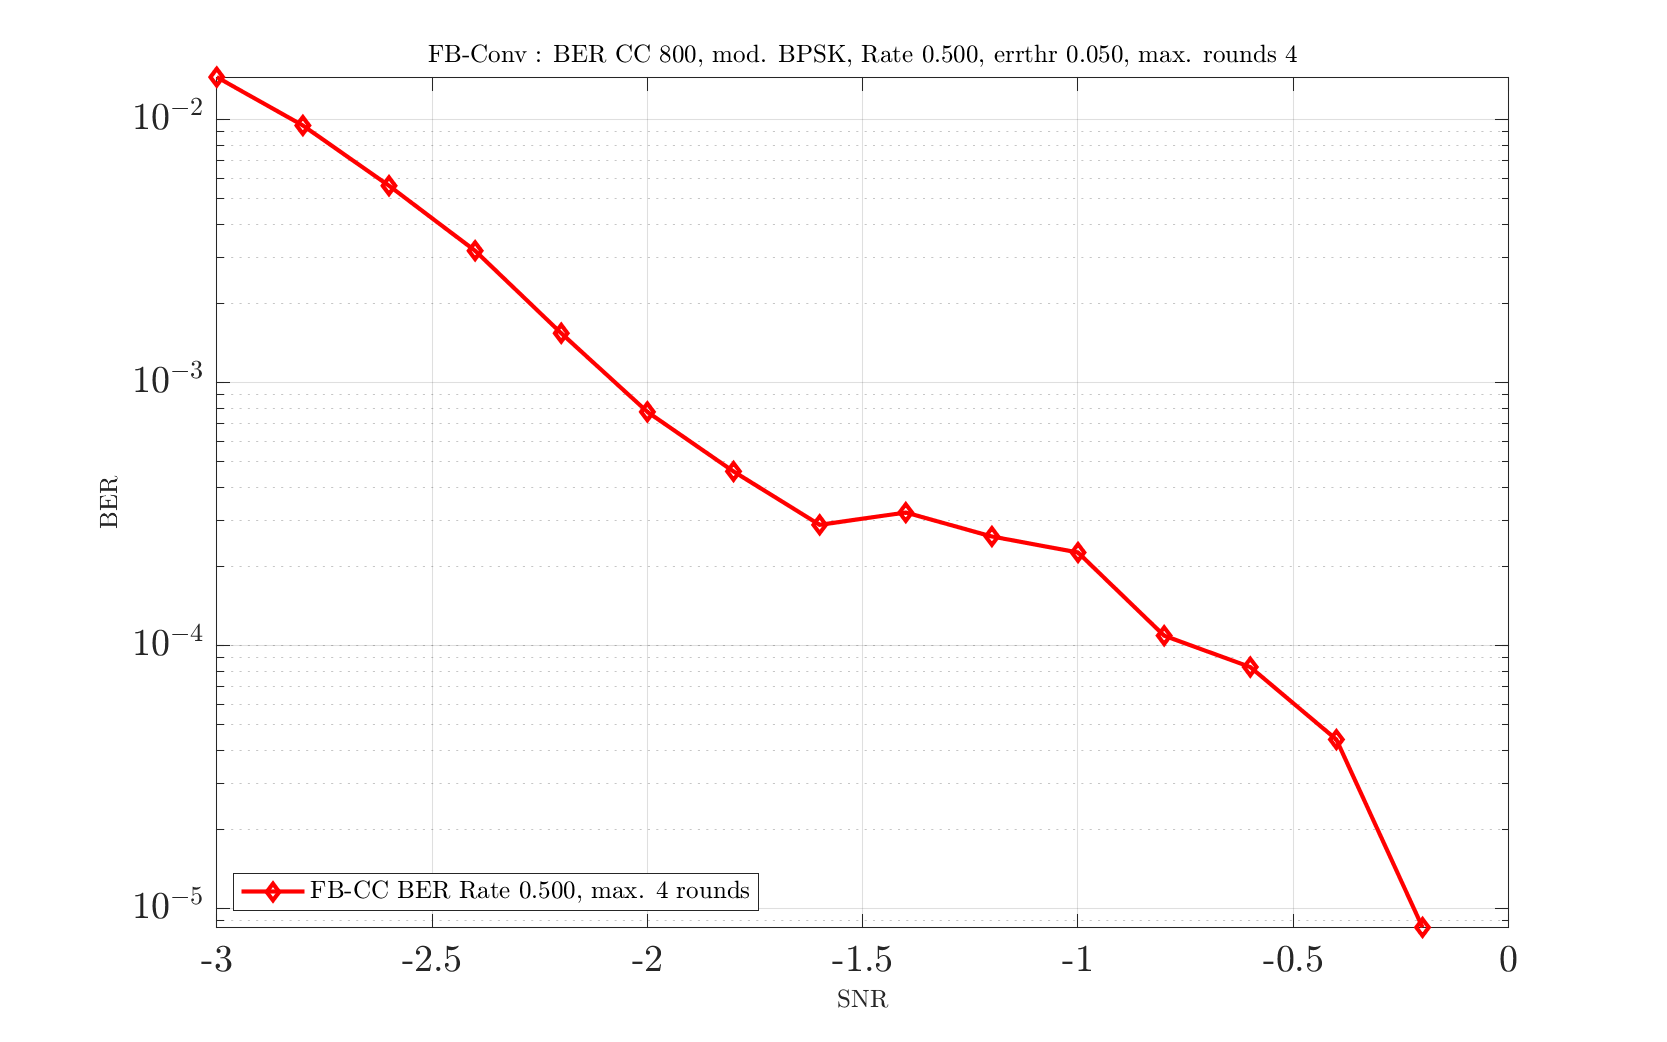 FB-Conv : BER CC 800, mod. BPSK, Rate 0.500, errthr 0.050, max. rounds 4
10^{-2}
10^{-3}
10^{-4}
10^{-5}
BER
FB-CC BER Rate 0.500, max. 4 rounds
-3 -2.5 -2 -1.5 -1 -0.5 0
SNR